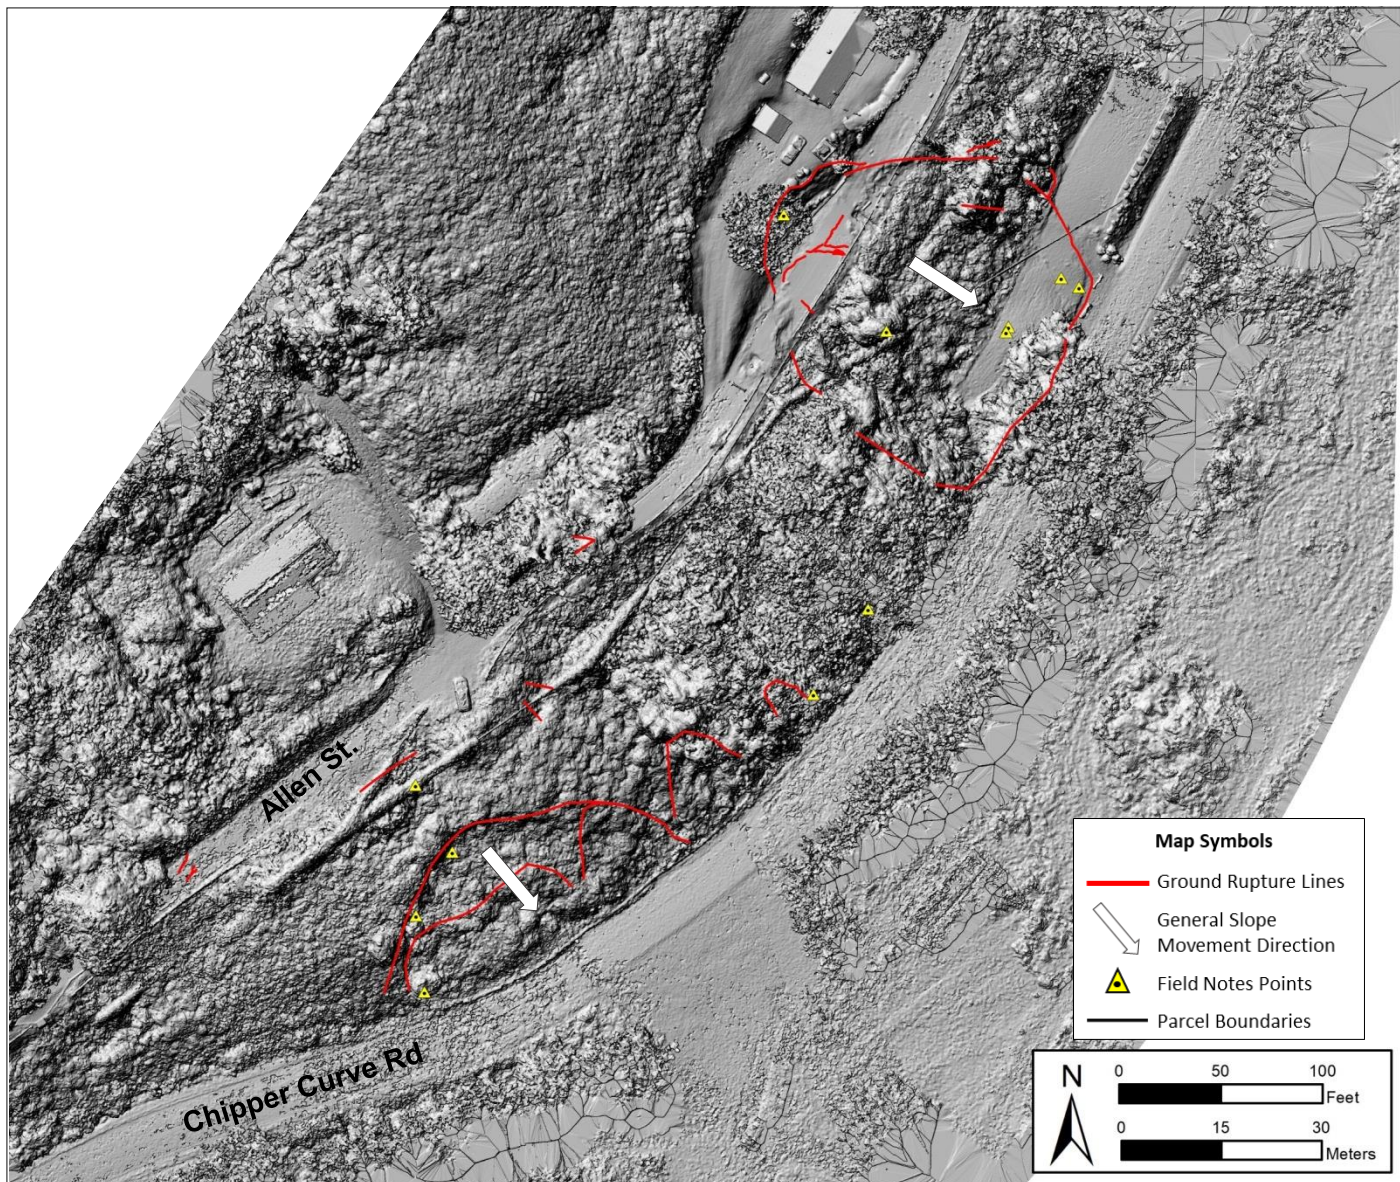 Allen St.
Chipper Curve Rd
Map Symbols
Ground Rupture Lines
General Slope
Movement Direction
Field Notes Points
Parcel Boundaries
N
0 50 100
Feet
0 15 30
Meters